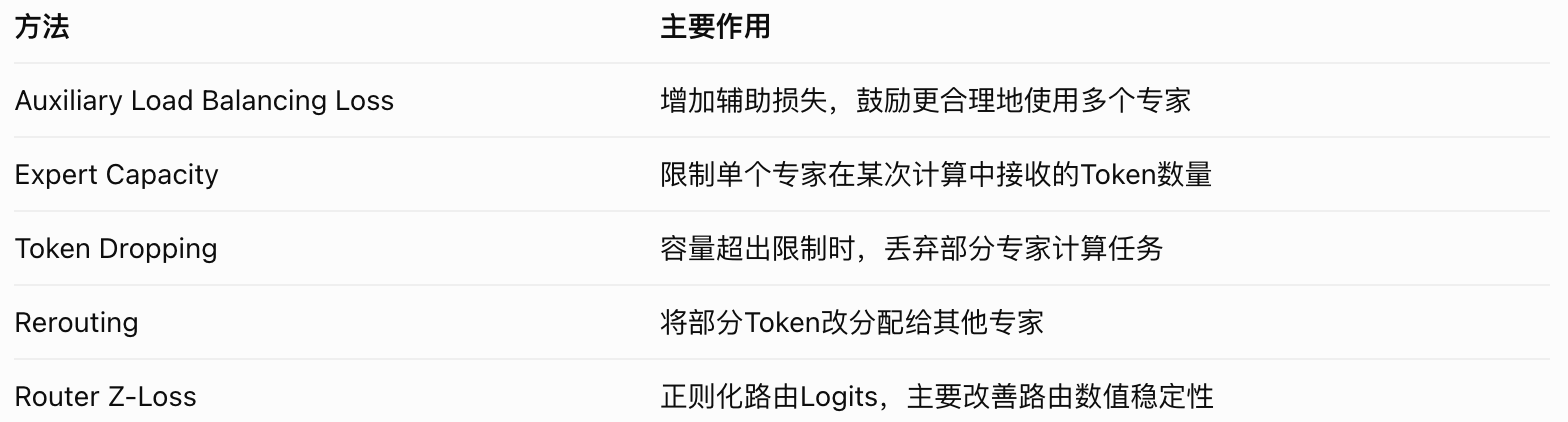 方法 主要作用
Auxiliary Load Balancing Loss 增加辅助损失，鼓励更合理地使用多个专家
Expert Capacity 限制单个专家在某次计算中接收的Token数量
Token Dropping 容量超出限制时，丢弃部分专家计算任务
Rerouting 将部分Token改分配给其他专家
Router Z-Loss 正则化路由Logits，主要改善路由数值稳定性